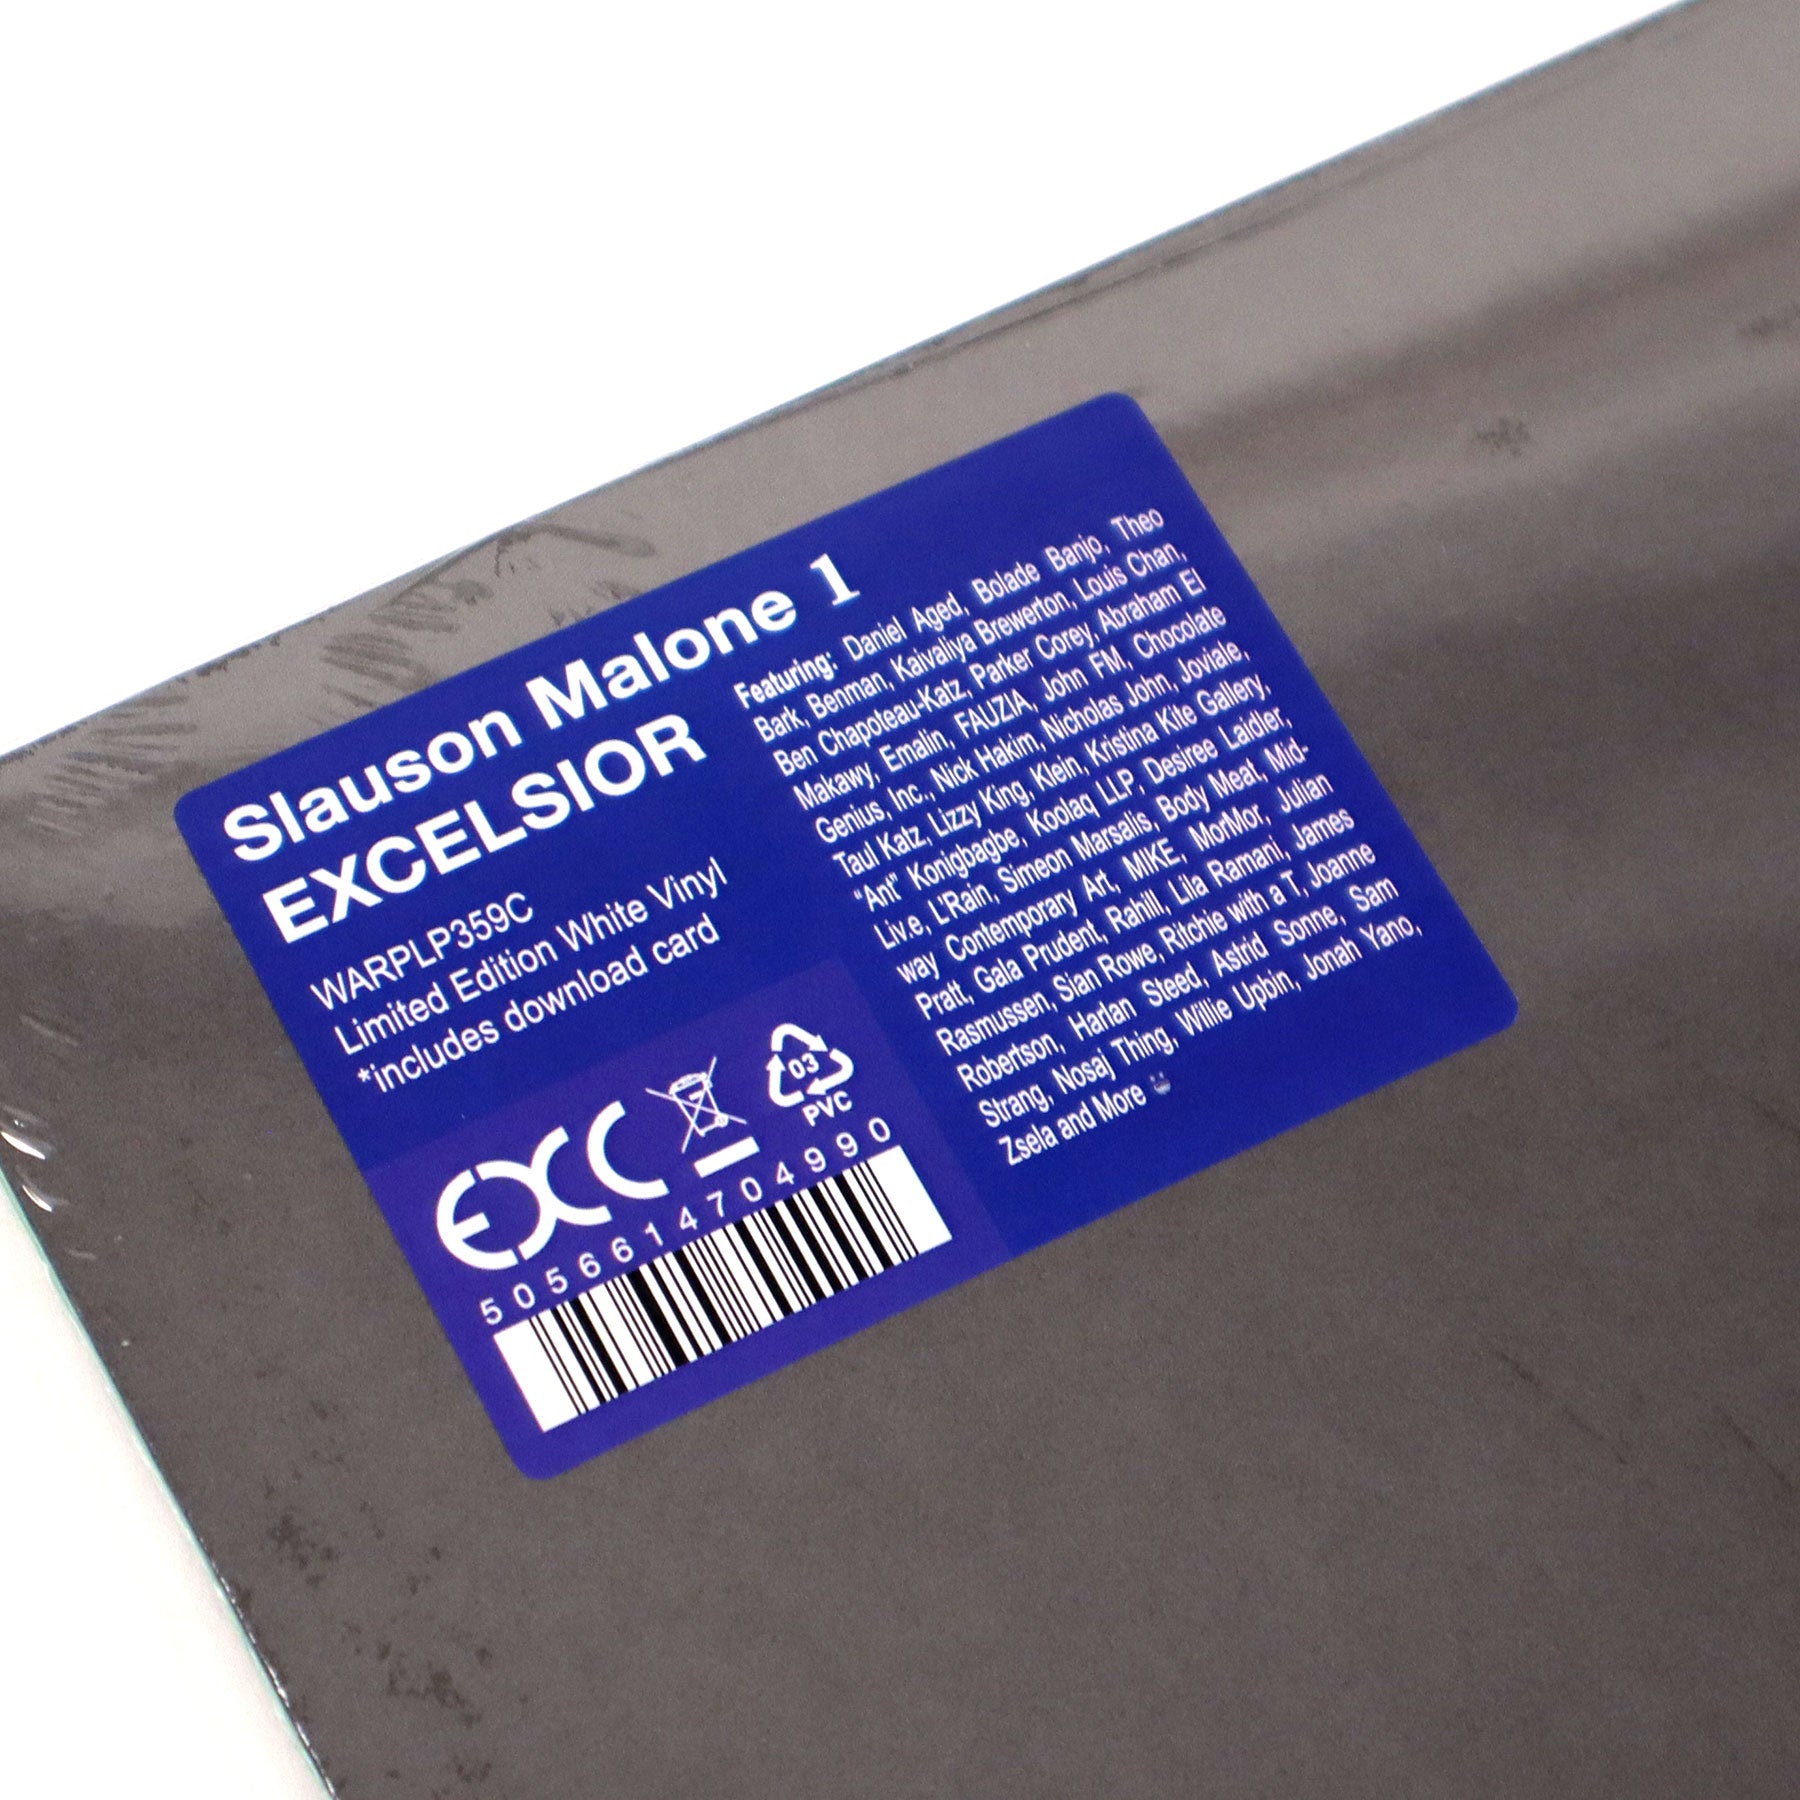 Slauson Malone 1
EXCELSIOR
WARPLP359C
Limited Edition White Vinyl
*includes download card
EXCC
03
PVC
5056614704990
Featuring: Daniel Aged, Bolade Banjo, Theo
Bark, Benman, Kaivaliya Brewerton, Louis Chan,
Ben Chapoteau-Katz, Parker Corey, Abraham El
Makawy, Emalin, FAUZIA, John FM, Chocolate
Genius, Inc., Nick Hakim, Nicholas John, Joviale,
Taul Katz, Lizzy King, Klein, Kristina Kite Gallery,
“Ant” Konigbagbe, Koolaq LLP, Desiree Laidler,
Liv.e, L'Rain, Simeon Marsalis, Body Meat, Mid-
way Contemporary Art, MIKE, MorMor, Julian
Pratt, Gala Prudent, Rahill, Lila Ramani, James
Rasmussen, Sian Rowe, Ritchie with a T, Joanne
Robertson, Harlan Steed, Astrid Sonne, Sam
Strang, Nosaj Thing, Willie Upbin, Jonah Yano,
Zsela and More